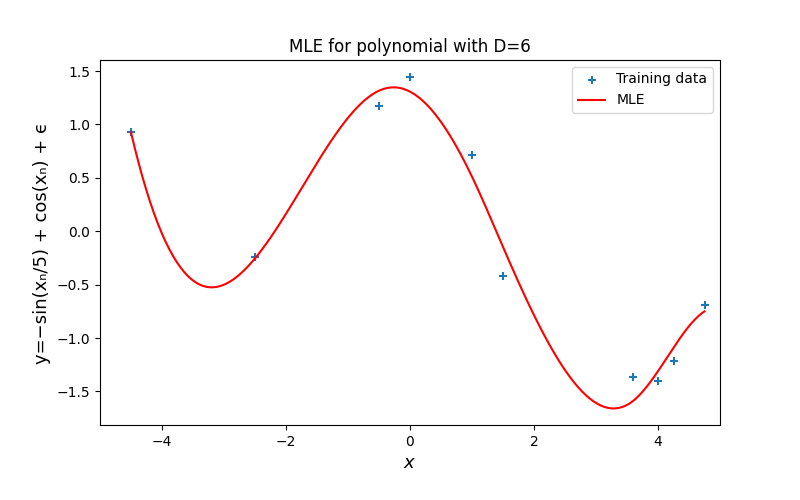 MLE for polynomial with D=6
Training data
MLE
y=−sin(xₙ/5) + cos(xₙ) + ϵ
1.5
1.0
0.5
0.0
−0.5
−1.0
−1.5
−4
−2
0
2
4
x